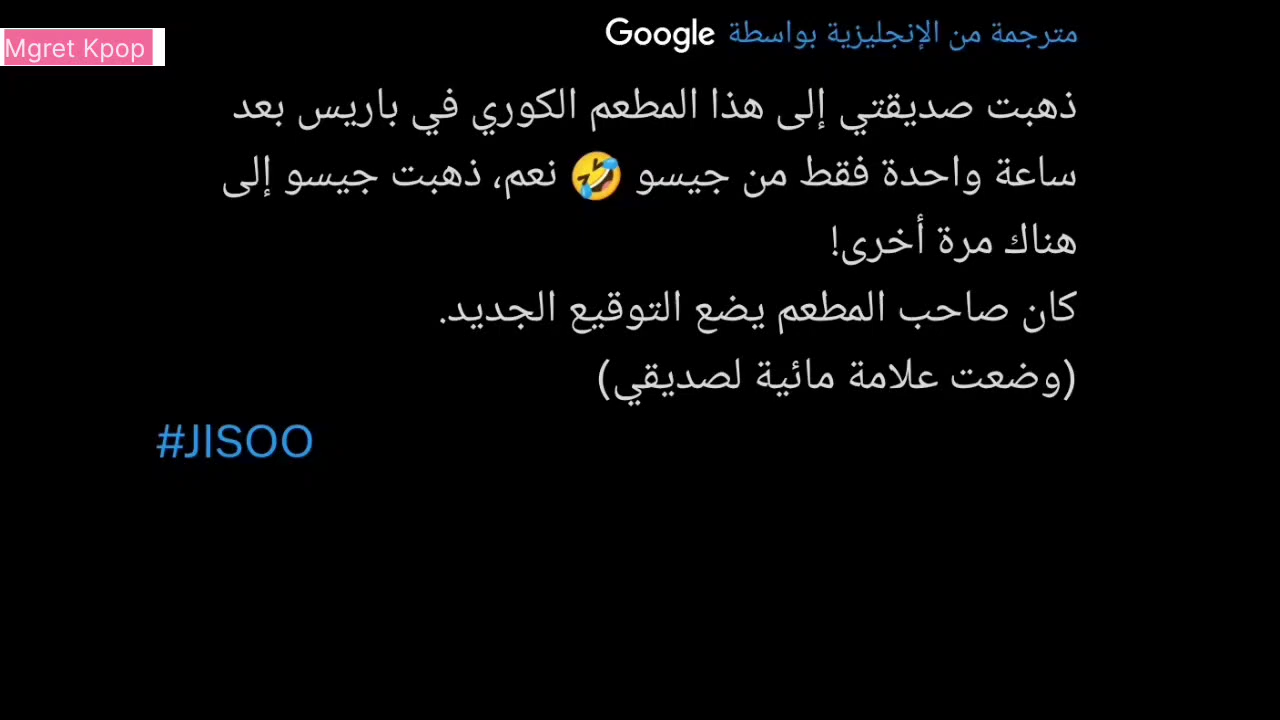 مترجمة من الإنجليزية بواسطة Google
Mgret Kpop
ذهبت صديقتي إلى هذا المطعم الكوري في باريس بعد
ساعة واحدة فقط من جيسو 🤣 نعم، ذهبت جيسو إلى
هناك مرة أخرى!
كان صاحب المطعم يضع التوقيع الجديد.
(وضعت علامة مائية لصديقي)
#JISOO